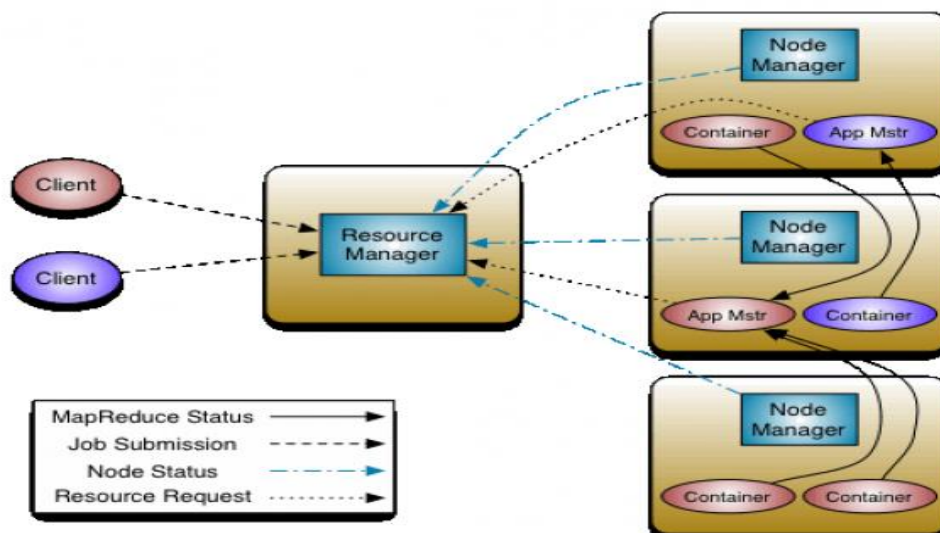 Client
Client
Resource
Manager
Node
Manager
Container
App Mstr
Node
Manager
App Mstr
Container
Node
Manager
Container
Container
MapReduce Status
Job Submission
Node Status
Resource Request